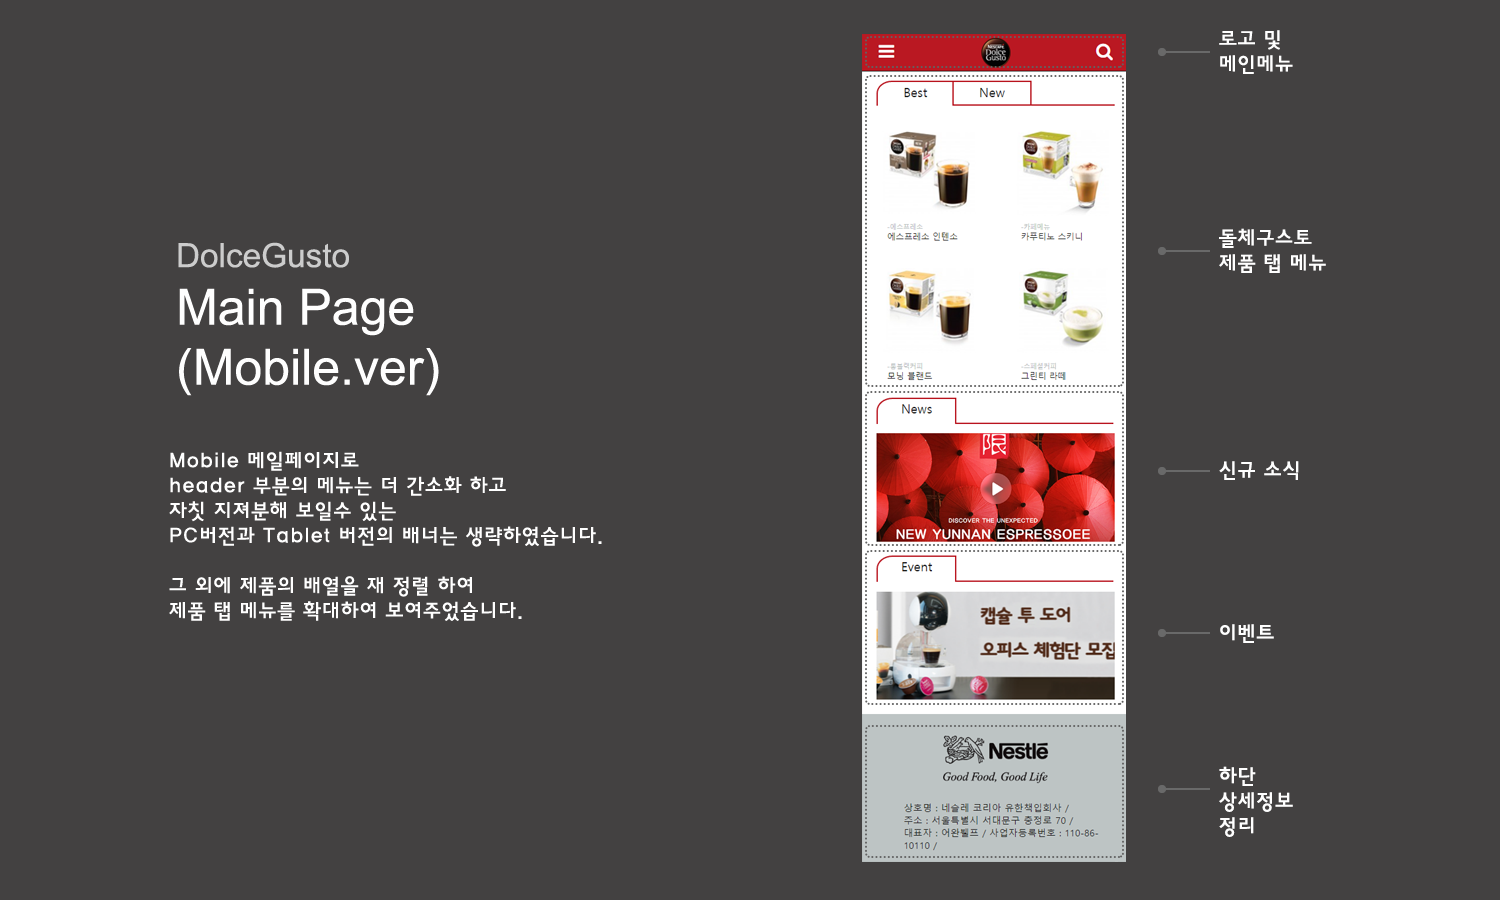 DolceGusto
Main Page
(Mobile.ver)
Mobile 메일페이지로
header 부분의 메뉴는 더 간소화 하고
자칫 지져분해 보일수 있는
PC버전과 Tablet 버전의 배너는 생략하였습니다.
그 외에 제품의 배열을 재 정렬 하여
제품 탭 메뉴를 확대하여 보여주었습니다.
NESCAFE
Dolce
Gusto
Best New
-에스프레소 -카페메뉴
에스프레소 인텐소 카푸티노 스키니
-롱블랙커피 -스페셜커피
모닝 블랜드 그린티 라떼
News
限
DISCOVER THE UNEXPECTED
NEW YUNNAN ESPRESSOEE
Event
캡슐 투 도어
오피스 체험단 모집
Nestlé
Good Food, Good Life
상호명 : 네슬레 코리아 유한책임회사 /
주소 : 서울특별시 서대문구 충정로 70 /
대표자 : 어완뷀프 / 사업자등록번호 : 110-86-
10110 /
로고 및
메인메뉴
돌체구스토
제품 탭 메뉴
신규 소식
이벤트
하단
상세정보
정리